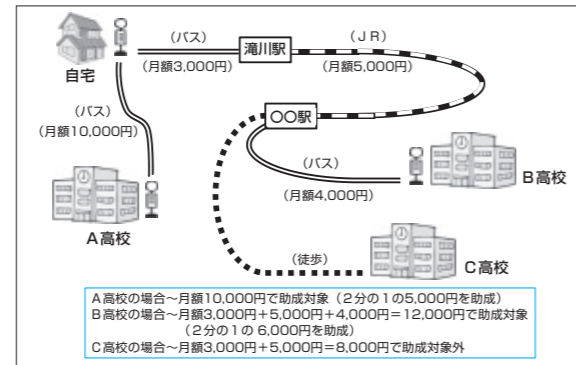 （バス）
滝川駅
（ＪＲ）
（月額3,000円）
（月額5,000円）
自宅
（バス）
（月額10,000円）
〇〇駅
（バス）
（月額4,000円）
B高校
A高校
（徒歩）
C高校
A高校の場合～月額10,000円で助成対象（2分の1の5,000円を助成）
B高校の場合～月額3,000円＋5,000円＋4,000円＝12,000円で助成対象
（2分の1の 6,000円を助成）
C高校の場合～月額3,000円＋5,000円＝8,000円で助成対象外